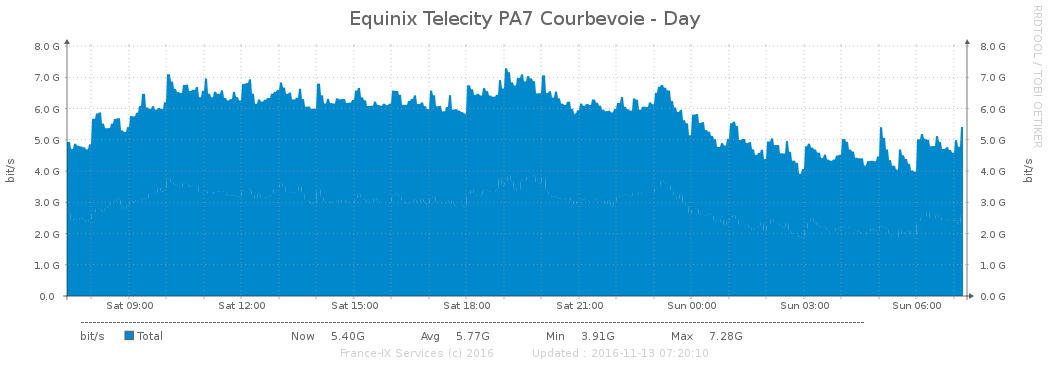 Equinix Telecity PA7 Courbevoie - Day
RRDTOOL / TOBI OETIKER
8.0 G 8.0 G
7.0 G 7.0 G
6.0 G 6.0 G
5.0 G 5.0 G
4.0 G 4.0 G
3.0 G 3.0 G
2.0 G 2.0 G
1.0 G 1.0 G
0.0 0.0 G
bit/s
bit/s
Sat 09:00 Sat 12:00 Sat 15:00 Sat 18:00 Sat 21:00 Sun 00:00 Sun 03:00 Sun 06:00
bit/s Total Now 5.40G Avg 5.77G Min 3.91G Max 7.28G
France-IX Services (c) 2016 Updated : 2016-11-13 07:20:10